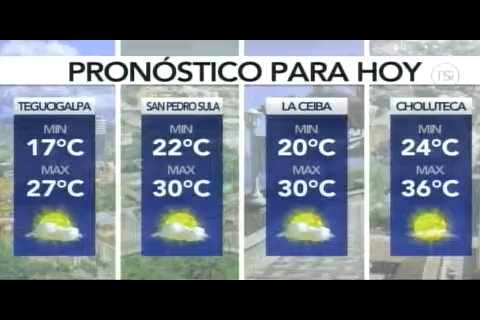 PRONÓSTICO PARA HOY
TSi
TEGUCIGALPA
MIN
17°C
MAX
27°C
SAN PEDRO SULA
MIN
22°C
MAX
30°C
LA CEIBA
MIN
20°C
MAX
30°C
CHOLUTECA
MIN
24°C
MAX
36°C